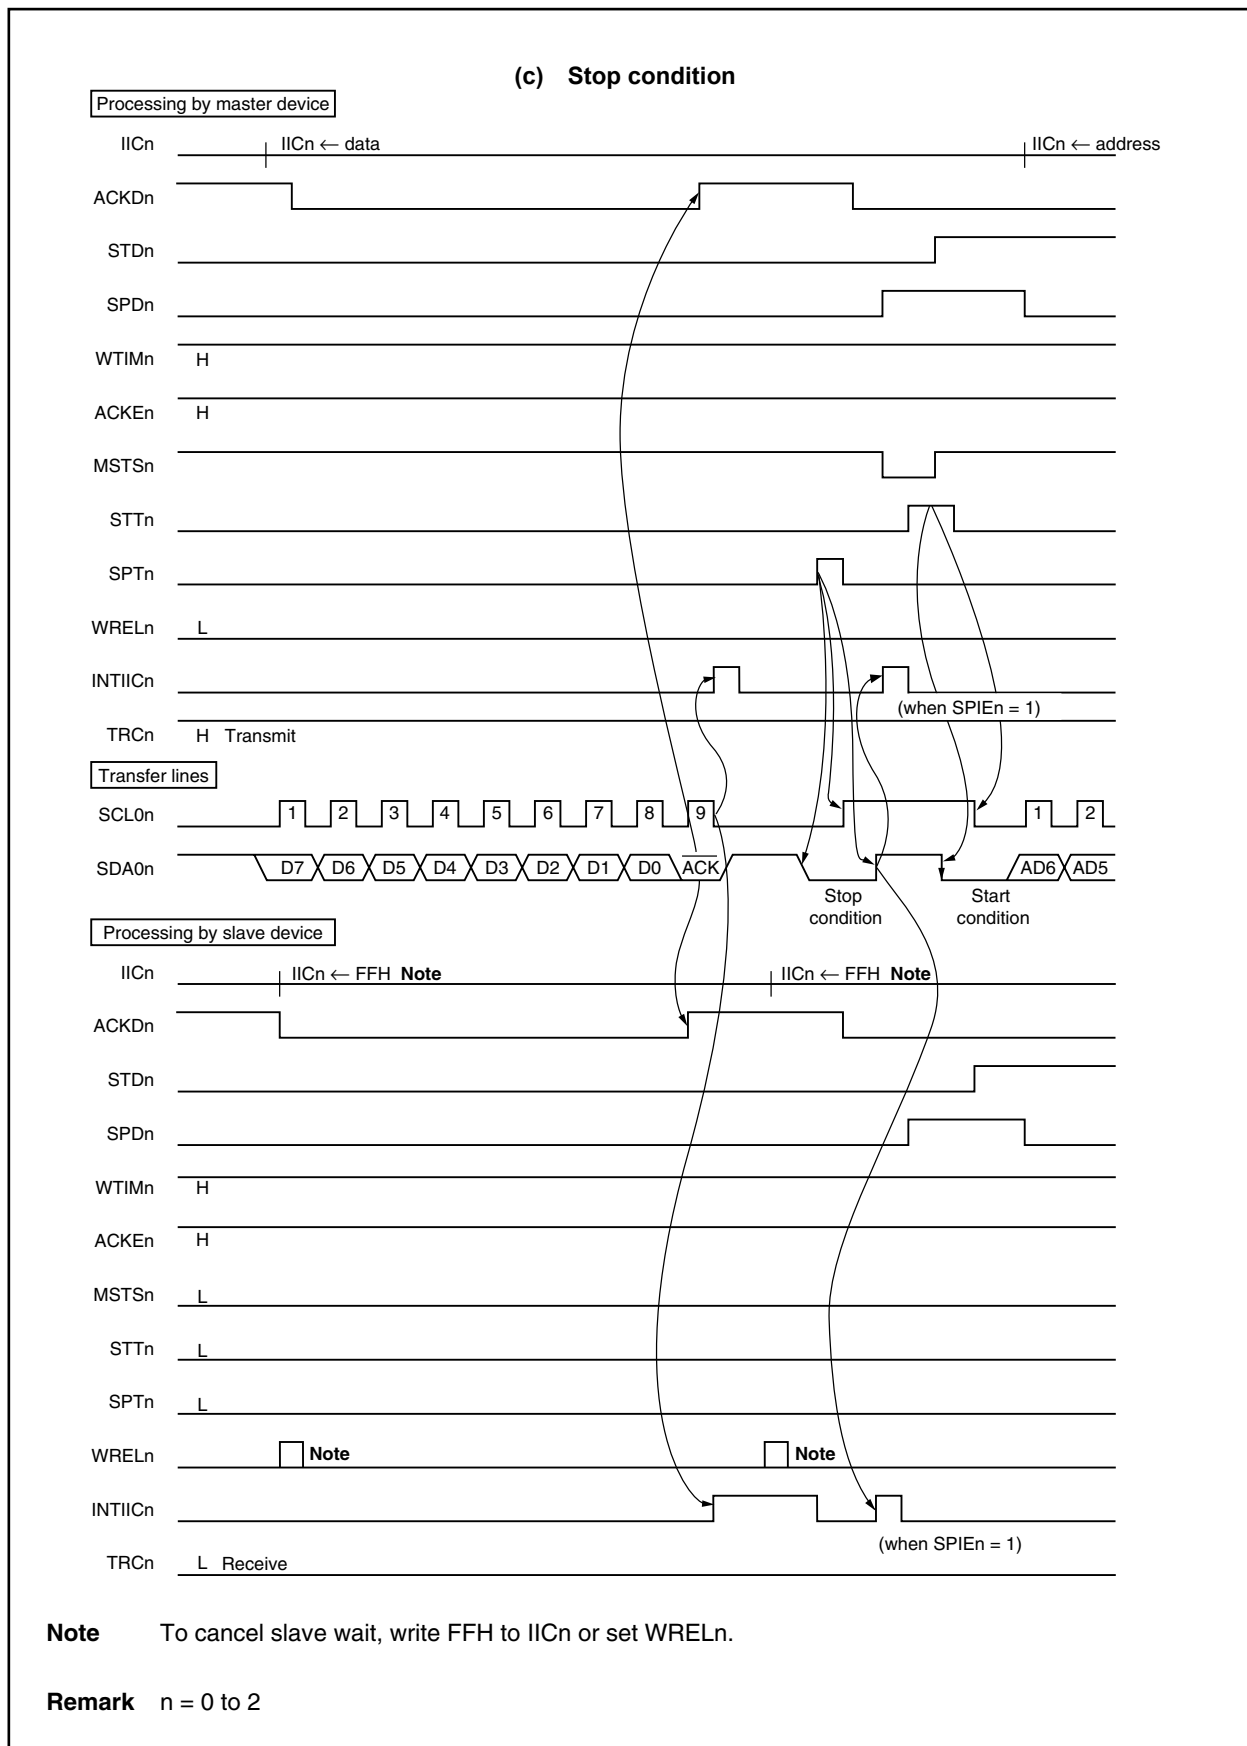 (c) Stop condition
Processing by master device
IICn IICn ← data IICn ← address
ACKDn
STDn
SPDn
WTIMn H
ACKEn H
MSTSn
STTn
SPTn
WRELn L
INTIICn
(when SPIEn = 1)
TRCn H Transmit
Transfer lines
SCL0n 1 2 3 4 5 6 7 8 9 1 2
SDA0n D7 D6 D5 D4 D3 D2 D1 D0 A̅C̅K̅ AD6 AD5
Stop Start
condition condition
Processing by slave device
IICn IICn ← FFH Note IICn ← FFH Note
ACKDn
STDn
SPDn
WTIMn H
ACKEn H
MSTSn L
STTn L
SPTn L
WRELn Note Note
INTIICn
(when SPIEn = 1)
TRCn L Receive
Note To cancel slave wait, write FFH to IICn or set WRELn.
Remark n = 0 to 2